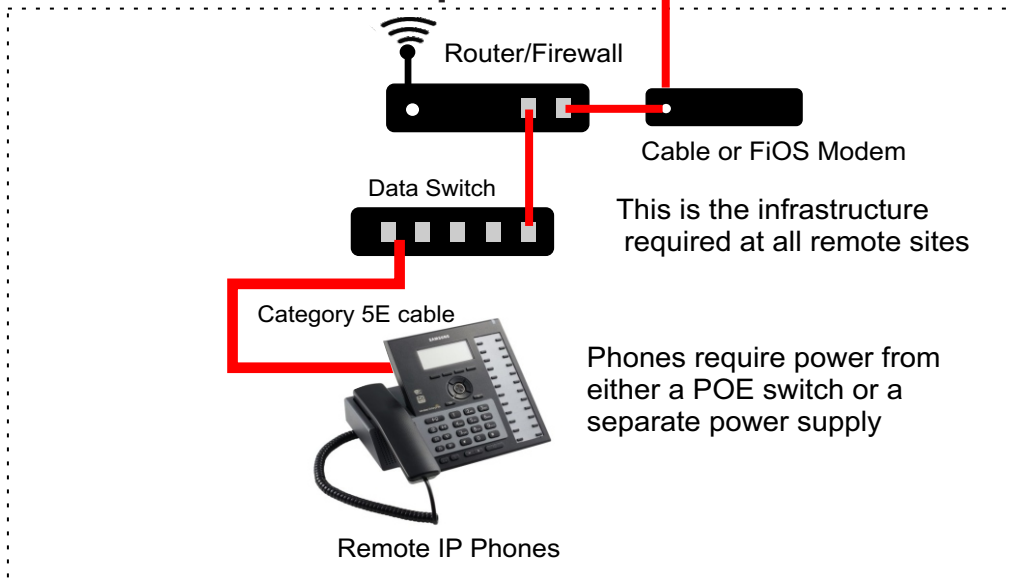 Router/Firewall
Cable or FiOS Modem
Data Switch
This is the infrastructure
required at all remote sites
Category 5E cable
SAMSUNG
Phones require power from
either a POE switch or a
separate power supply
Remote IP Phones